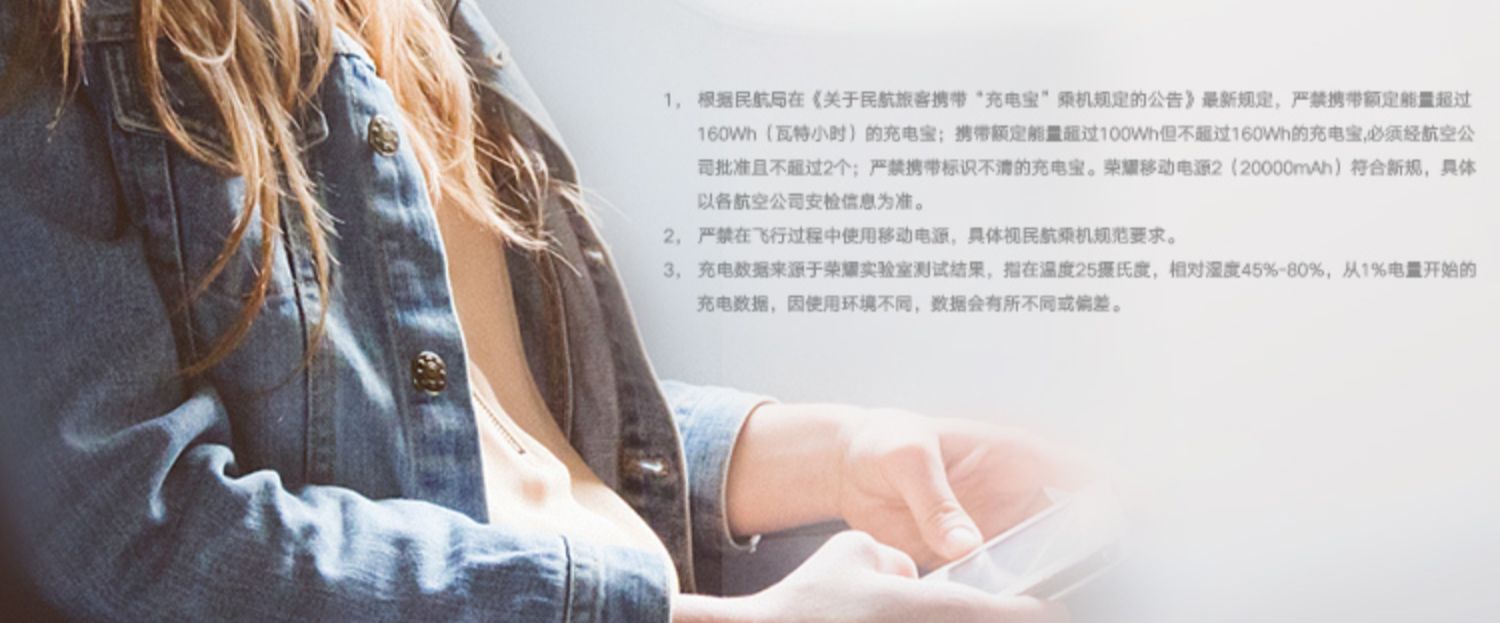 1， 根据民航局在《关于民航旅客携带“充电宝”乘机规定的公告》最新规定，严禁携带额定能量超过
160Wh（瓦特小时）的充电宝；携带额定能量超过100Wh但不超过160Wh的充电宝,必须经航空公
司批准且不超过2个；严禁携带标识不清的充电宝。荣耀移动电源2（20000mAh）符合新规，具体
以各航空公司安检信息为准。
2， 严禁在飞行过程中使用移动电源，具体视民航乘机规范要求。
3， 充电数据来源于荣耀实验室测试结果，指在温度25摄氏度，相对湿度45%-80%，从1%电量开始的
充电数据，因使用环境不同，数据会有所不同或偏差。